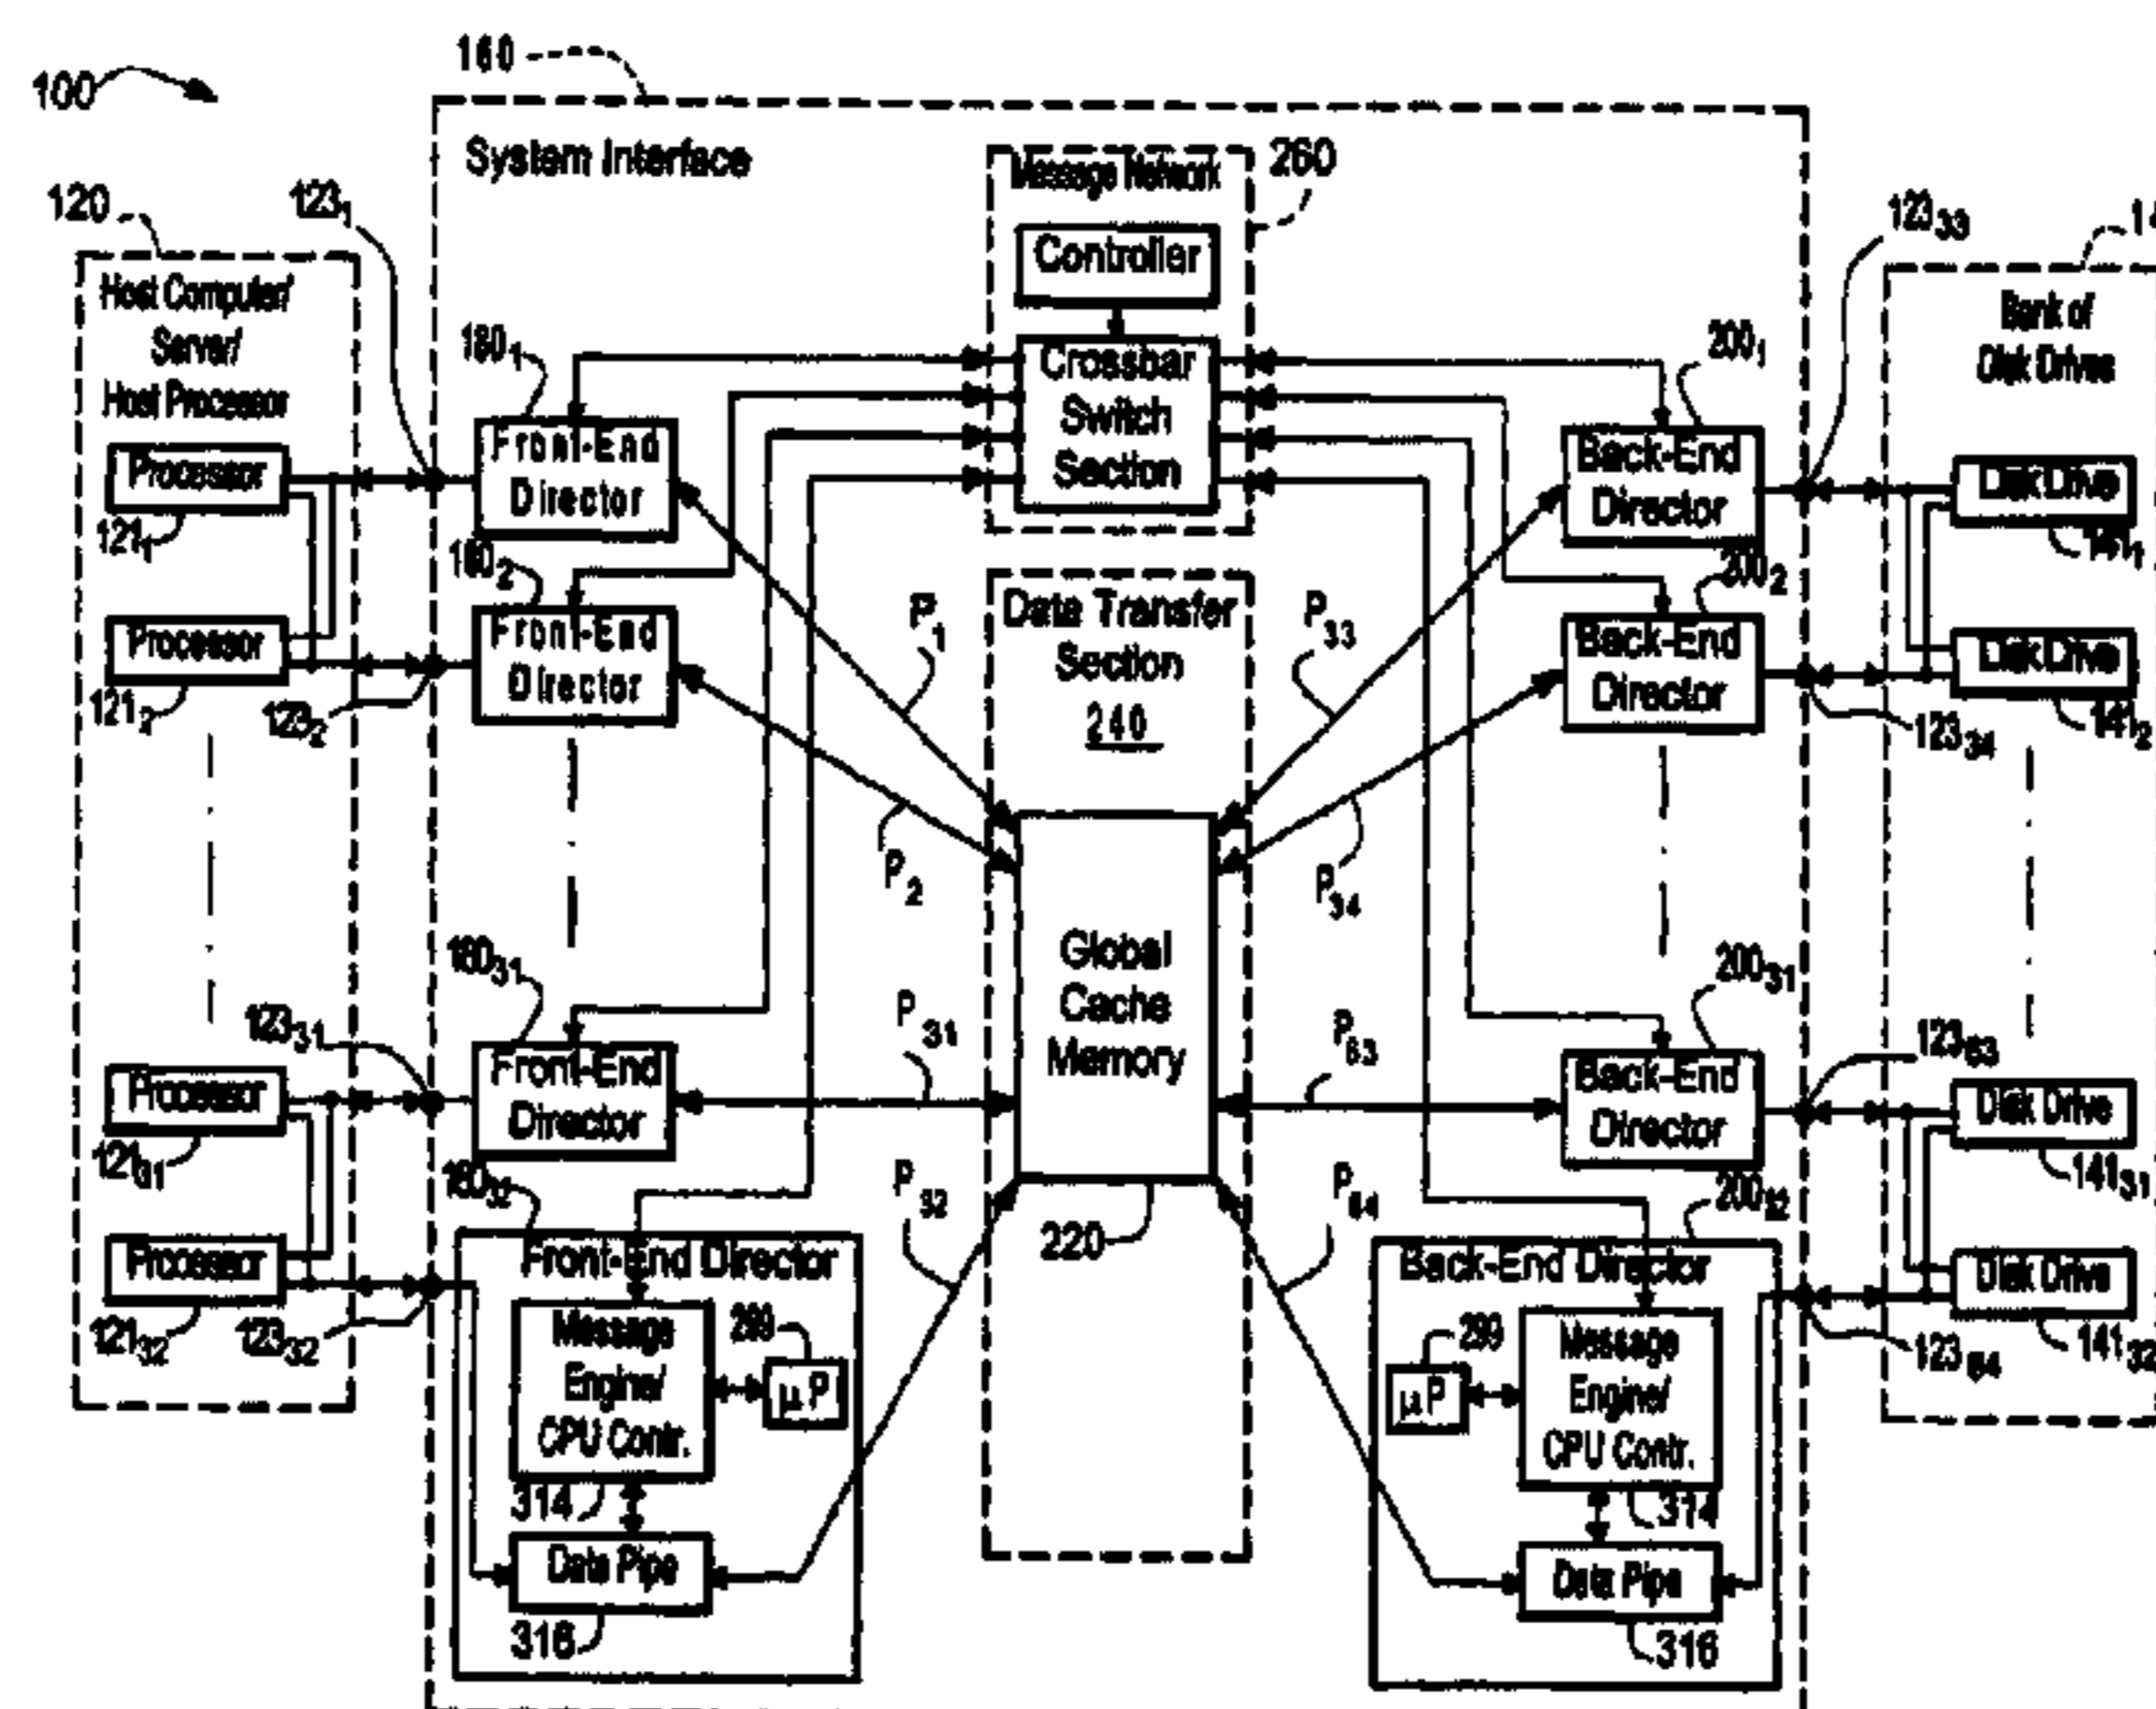 100
160
System Interface
Message Network
260
Controller
Crossbar
Switch
Section
120
Host Computer/
Server/
Host Processor
123₁
180₁
Front-End
Director
Processor
121₁
180₂
Front-End
Director
Processor
121₂
123₂
P₁
P₂
Data Transfer
Section
240
Global
Cache
Memory
220
P₃₃
P₃₄
200₁
Back-End
Director
200₂
Back-End
Director
123₃₃
123₃₄
Bank of
Disk Drives
Disk Drive
141₁
Disk Drive
141₂
123₃₁
180₃₁
Front-End
Director
Processor
121₃₁
P₃₁
P₆₃
200₃₁
Back-End
Director
123₆₃
Disk Drive
141₃₁
Processor
121₃₂
123₃₂
180₃₂
Front-End Director
Message
Engine/
CPU Contr.
299
μP
314
Data Pipe
316
P₃₂
P₆₄
200₃₂
Back-End Director
299
μP
Message
Engine/
CPU Contr.
314
Data Pipe
316
123₆₄
Disk Drive
141₃₂